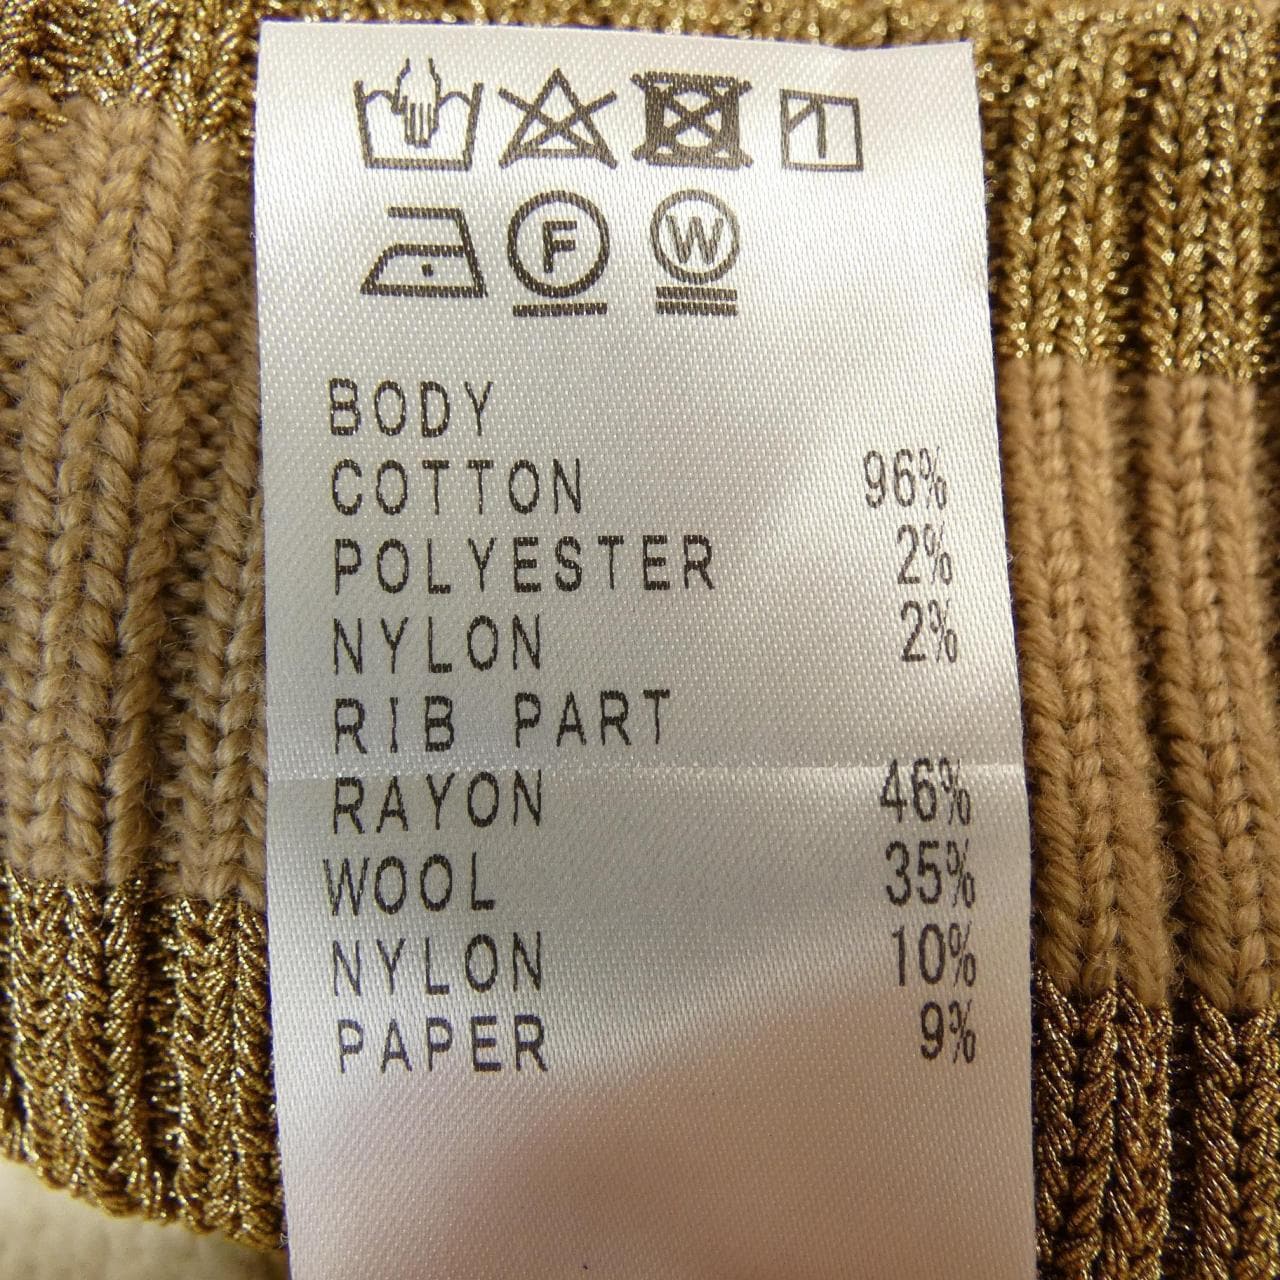 F W
BODY
COTTON 96%
POLYESTER 2%
NYLON 2%
RIB PART
RAYON 46%
WOOL 35%
NYLON 10%
PAPER 9%